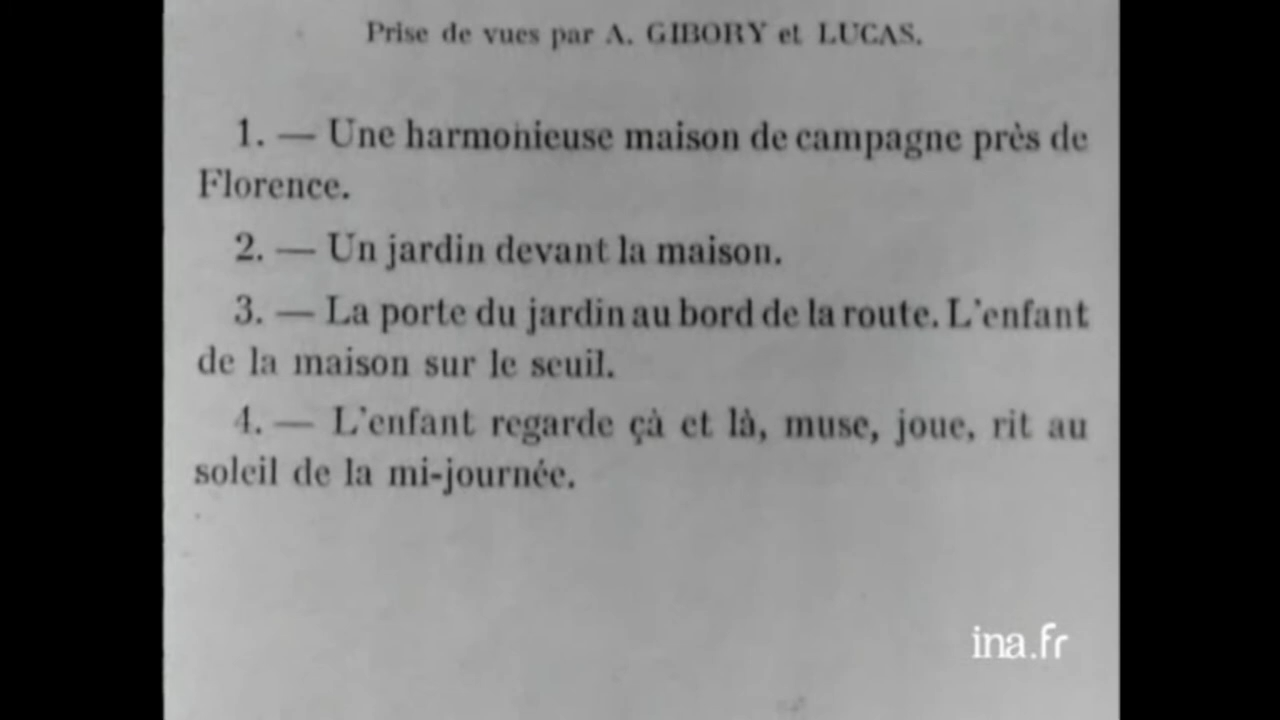 Prise de vues par A. GIBORY et LUCAS.
1. — Une harmonieuse maison de campagne près de
Florence.
2. — Un jardin devant la maison.
3. — La porte du jardin au bord de la route. L'enfant
de la maison sur le seuil.
4. — L'enfant regarde çà et là, muse, joue, rit au
soleil de la mi-journée.
ina.fr